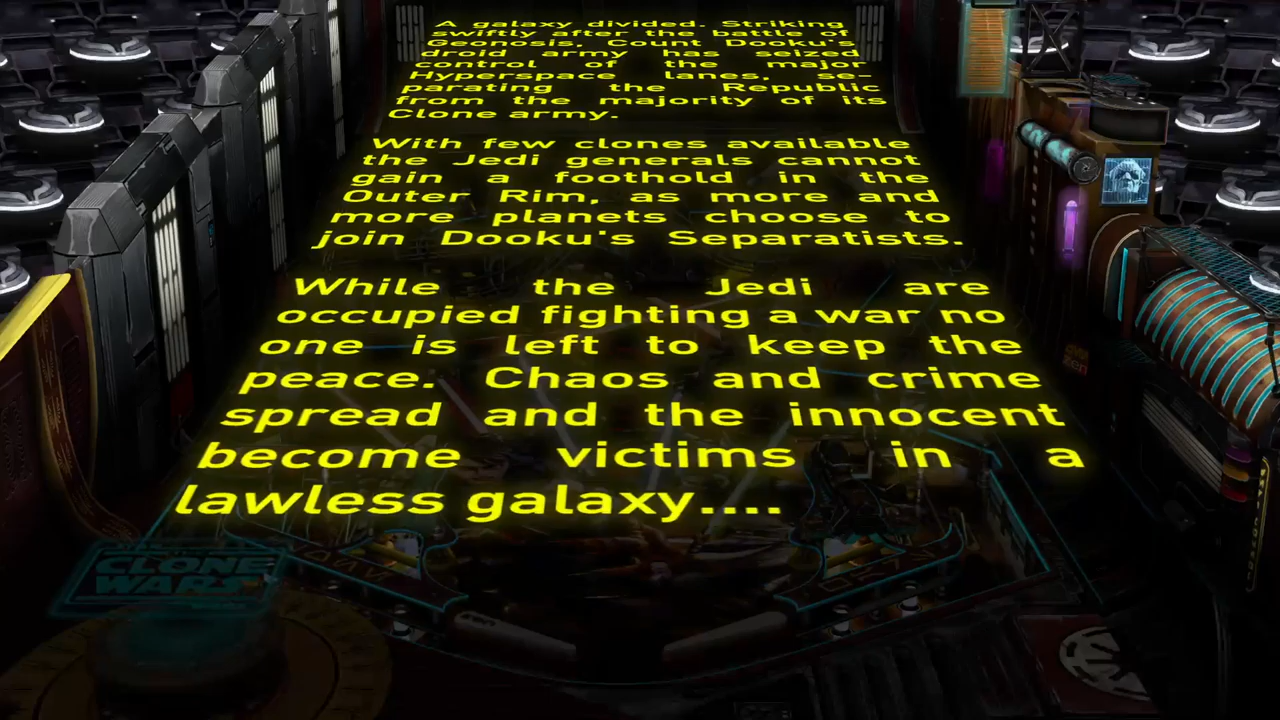 A galaxy divided. Striking
swiftly after the battle of
Geonosis, Count Dooku's
droid army has seized
control of the major
Hyperspace lanes, se-
parating the Republic
from the majority of its
Clone army.
With few clones available
the Jedi generals cannot
gain a foothold in the
Outer Rim, as more and
more planets choose to
join Dooku's Separatists.
While the Jedi are
occupied fighting a war no
one is left to keep the
peace. Chaos and crime
spread and the innocent
become victims in a
lawless galaxy....
CLONE
WARS